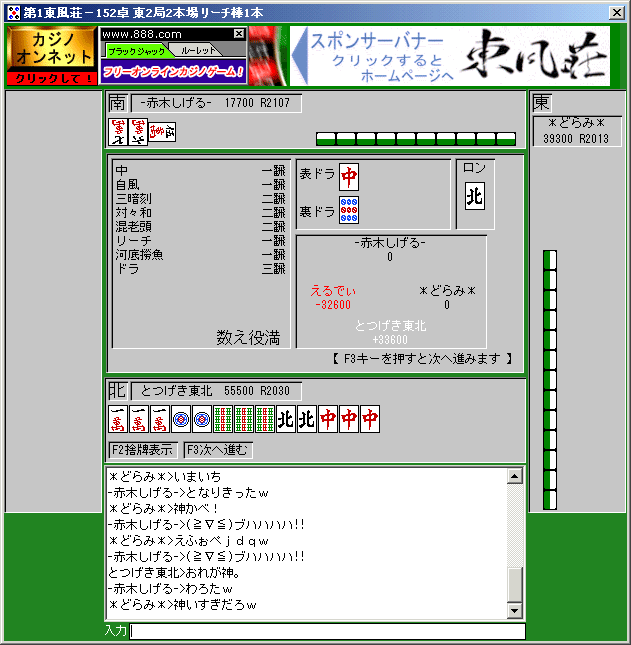 第1東風荘－152卓 東2局2本場リーチ棒1本
カジノ
オンネット
クリックして！
www.888.com
ブラックジャック
ルーレット
フリーオンラインカジノゲーム！
スポンサーバナー
クリックすると
ホームページへ
東風荘
南
-赤木しげる- 17700 R2107
東
＊どらみ＊
39300 R2013
中 一飜
自風 一飜
三暗刻 二飜
対々和 二飜
混老頭 二飜
リーチ 一飜
河底撈魚 一飜
ドラ 三飜
数え役満
表ドラ
中
裏ドラ
ロン
北
-赤木しげる-
0
えるでぃ
-32600
＊どらみ＊
0
とつげき東北
+33600
【 F3キーを押すと次へ進みます 】
北
とつげき東北 55500 R2030
一萬 一萬 一萬 北 北 中 中 中
F2捨牌表示
F3次へ進む
＊どらみ＊>いまいち
-赤木しげる->となりきったｗ
＊どらみ＊>神かべ！
-赤木しげる->(≧∇≦)ブハハハハ!!
＊どらみ＊>えふぉべｊｄｑｗ
-赤木しげる->(≧∇≦)ブハハハハ!!
とつげき東北>おれが神。
-赤木しげる->わろたｗ
＊どらみ＊>神いすぎだろｗ
入力